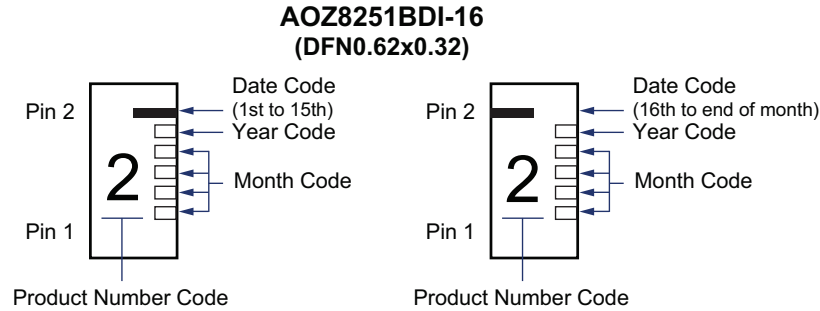 AOZ8251BDI-16
(DFN0.62x0.32)
Date Code
(1st to 15th)
Pin 2
Year Code
2
Month Code
Pin 1
Product Number Code
Date Code
(16th to end of month)
Pin 2
Year Code
2
Month Code
Pin 1
Product Number Code